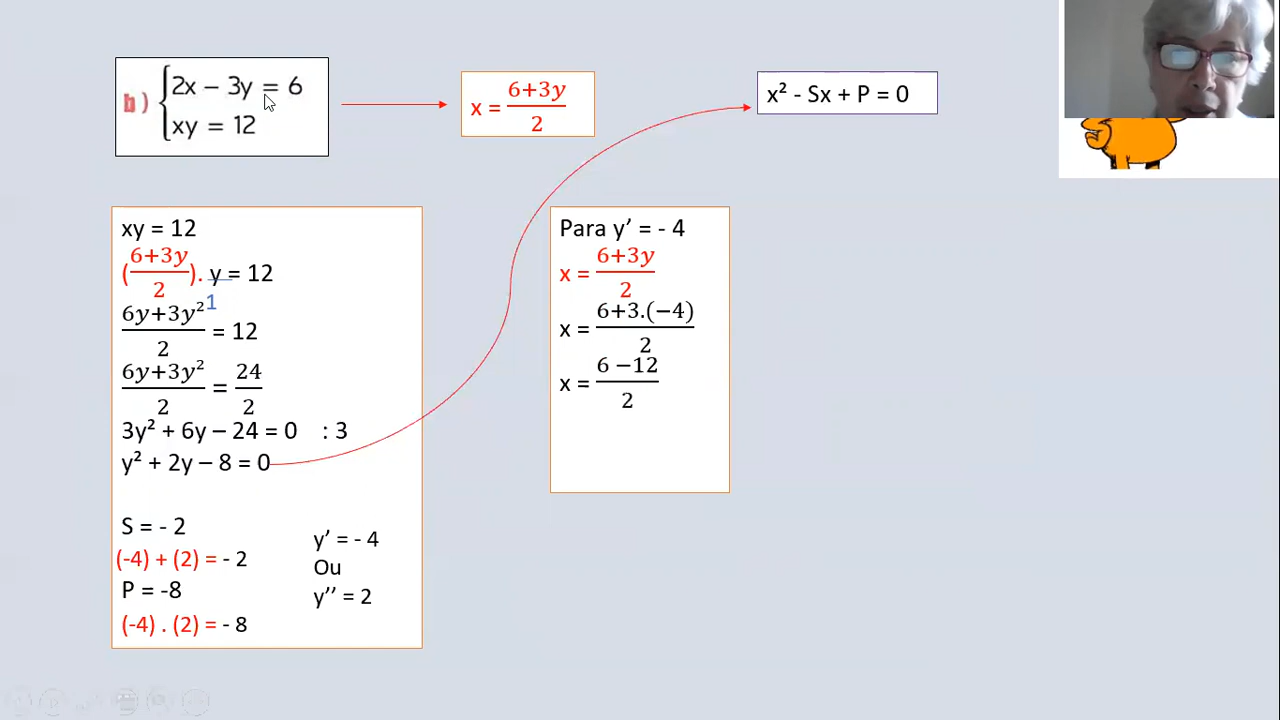 b) { 2x – 3y = 6
xy = 12
x = (6+3y)/2
x² - Sx + P = 0
xy = 12
((6+3y)/2). y = 12
1
(6y+3y²)/2 = 12
(6y+3y²)/2 = 24/2
3y² + 6y – 24 = 0 : 3
y² + 2y – 8 = 0
S = - 2
(-4) + (2) = - 2
P = -8
(-4) . (2) = - 8
y’ = - 4
Ou
y’’ = 2
Para y’ = - 4
x = (6+3y)/2
x = (6+3.(−4))/2
x = (6 −12)/2